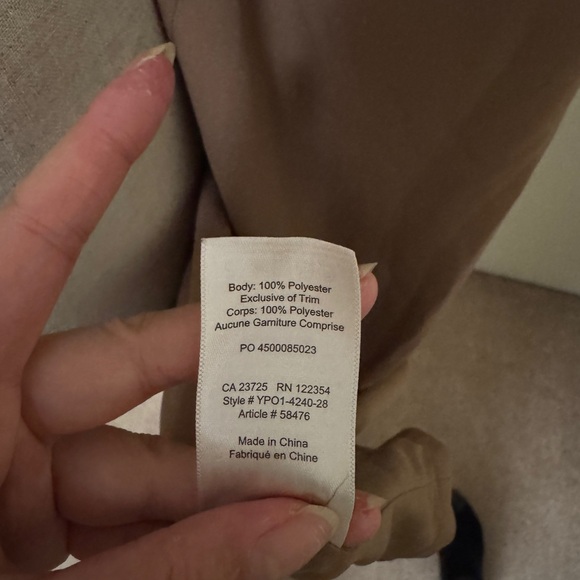 Body: 100% Polyester
Exclusive of Trim
Corps: 100% Polyester
Aucune Garniture Comprise
PO 4500085023
CA 23725 RN 122354
Style # YPO1-4240-28
Article # 58476
Made in China
Fabriqué en Chine